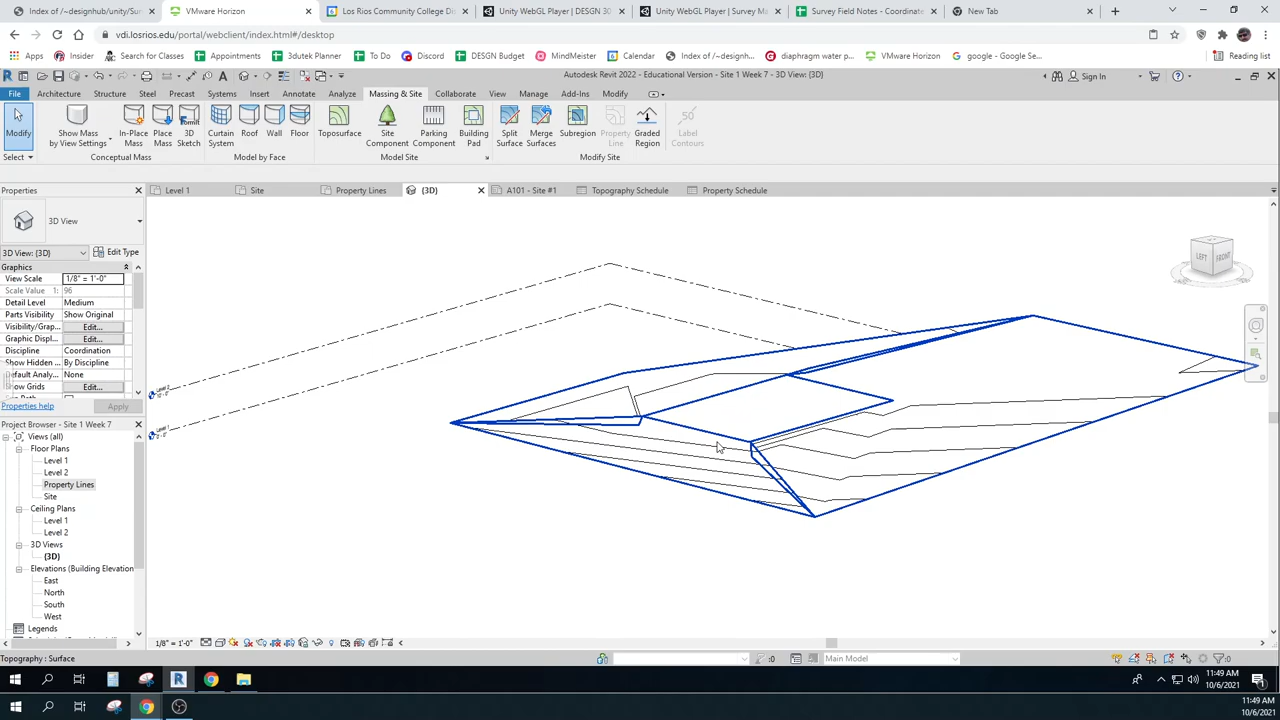 Index of /~designhub/unity/Su
VMware Horizon
Los Rios Community College Di
Unity WebGL Player | DESGN 30
Unity WebGL Player | Survey Ma
Survey Field Notes - Coordinate
New Tab
vdi.losrios.edu/portal/webclient/index.html#/desktop
Apps
Insider
Search for Classes
Appointments
3dutek Planner
To Do
Discord
DESGN Budget
MindMeister
Calendar
Index of /~designh...
diaphragm water p...
VMware Horizon
google - Google Se...
Reading list
Autodesk Revit 2022 - Educational Version - Site 1 Week 7 - 3D View: {3D}
Sign In
File Architecture Structure Steel Precast Systems Insert Annotate Analyze Massing & Site Collaborate View Manage Add-Ins Modify
Modify
Show Mass
by View Settings
In-Place
Mass
Place
Mass
3D
Sketch
Curtain
System
Roof
Wall
Floor
Toposurface
Site
Component
Parking
Component
Building
Pad
Split
Surface
Merge
Surfaces
Subregion
Property
Line
Graded
Region
Label
Contours
Select
Conceptual Mass
Model by Face
Model Site
Modify Site
Properties
Level 1
Site
Property Lines
{3D}
A101 - Site #1
Topography Schedule
Property Schedule
3D View
3D View: {3D}
Edit Type
Graphics
View Scale 1/8" = 1'-0"
Scale Value 1: 96
Detail Level Medium
Parts Visibility Show Original
Visibility/Grap... Edit...
Graphic Displ... Edit...
Discipline Coordination
Show Hidden ... By Discipline
Default Analy... None
Show Grids Edit...
Properties help
Apply
Project Browser - Site 1 Week 7
Views (all)
Floor Plans
Level 1
Level 2
Property Lines
Site
Ceiling Plans
Level 1
Level 2
3D Views
{3D}
Elevations (Building Elevation
East
North
South
West
Legends
LEFT
FRONT
Level 2
Level 1
1/8" = 1'-0"
Topography : Surface
:0
Main Model
:0
11:49 AM
10/6/2021
11:49 AM
10/6/2021